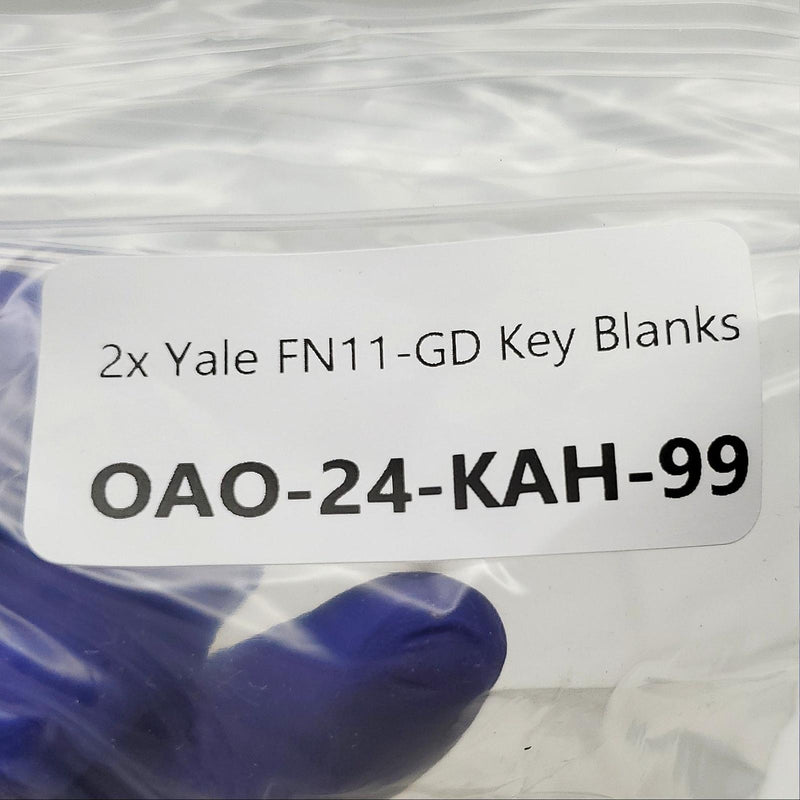 2x Yale FN11-GD Key Blanks
OAO-24-KAH-99